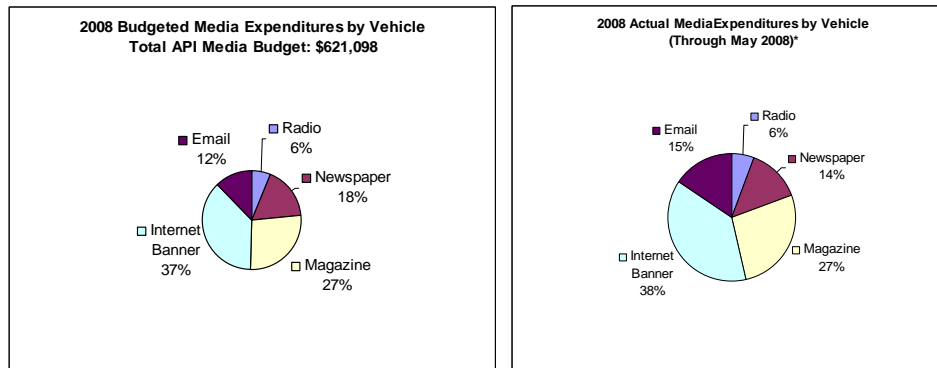 2008 Budgeted Media Expenditures by Vehicle
Total API Media Budget: $621,098
Email
12%
Radio
6%
Newspaper
18%
Internet
Banner
37%
Magazine
27%
2008 Actual MediaExpenditures by Vehicle
(Through May 2008)*
Email
15%
Radio
6%
Newspaper
14%
Internet
Banner
38%
Magazine
27%